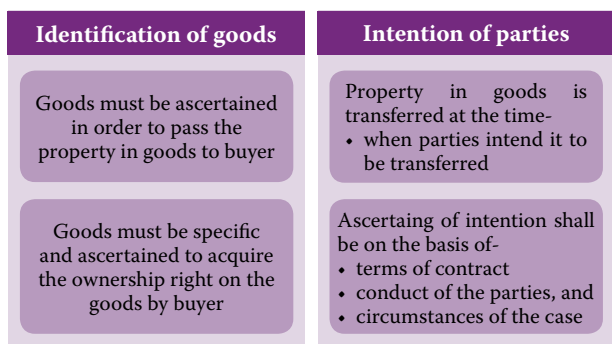 Identification of goods
Goods must be ascertained
in order to pass the
property in goods to buyer
Goods must be specific
and ascertained to acquire
the ownership right on the
goods by buyer
Intention of parties
Property in goods is
transferred at the time-
• when parties intend it to
be transferred
Ascertaing of intention shall
be on the basis of-
• terms of contract
• conduct of the parties, and
• circumstances of the case